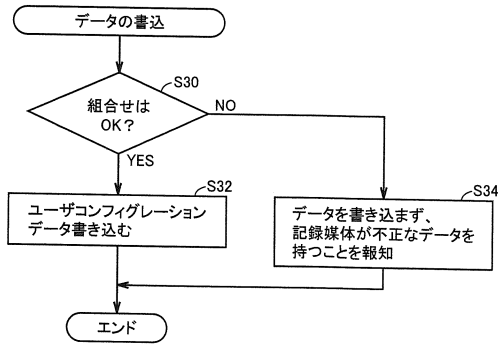 データの書込
S30
組合せは
OK?
NO
YES
S32
ユーザコンフィグレーション
データ書き込む
S34
データを書き込まず、
記録媒体が不正なデータを
持つことを報知
エンド